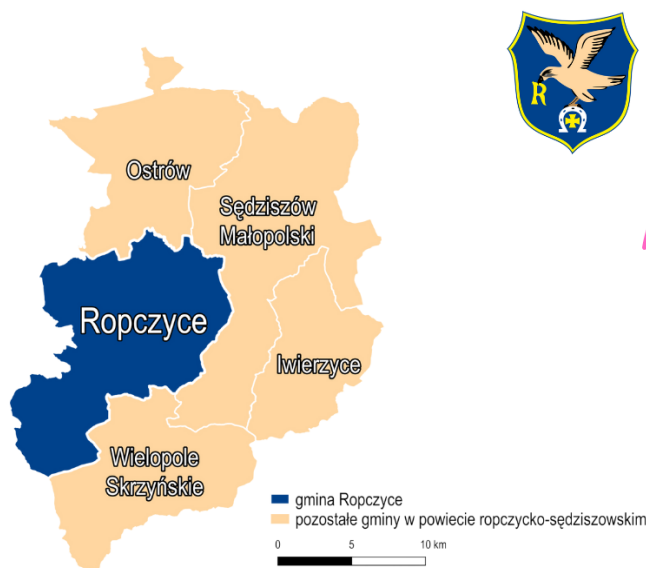 R
Ostrów
Sędziszów
Małopolski
Ropczyce
Iwierzyce
Wielopole
Skrzyńskie
gmina Ropczyce
pozostałe gminy w powiecie ropczycko-sędziszowskim
0 5 10 km